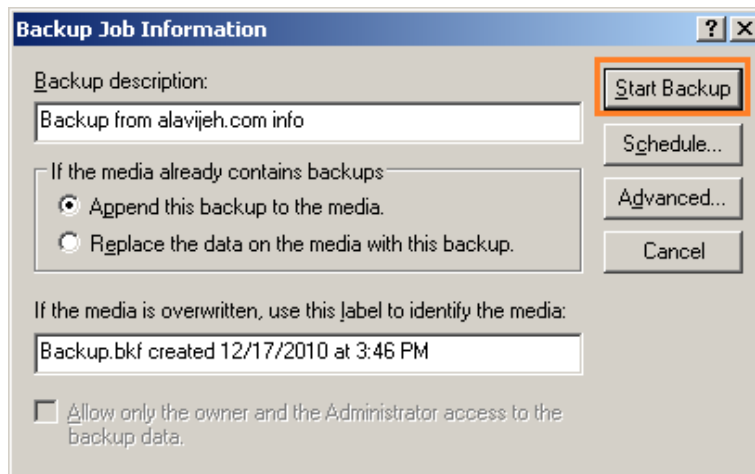 Backup Job Information
Backup description:
Start Backup
Backup from alavijeh.com info
Schedule...
If the media already contains backups
Append this backup to the media.
Advanced...
Replace the data on the media with this backup.
Cancel
If the media is overwritten, use this label to identify the media:
Backup.bkf created 12/17/2010 at 3:46 PM
Allow only the owner and the Administrator access to the
backup data.